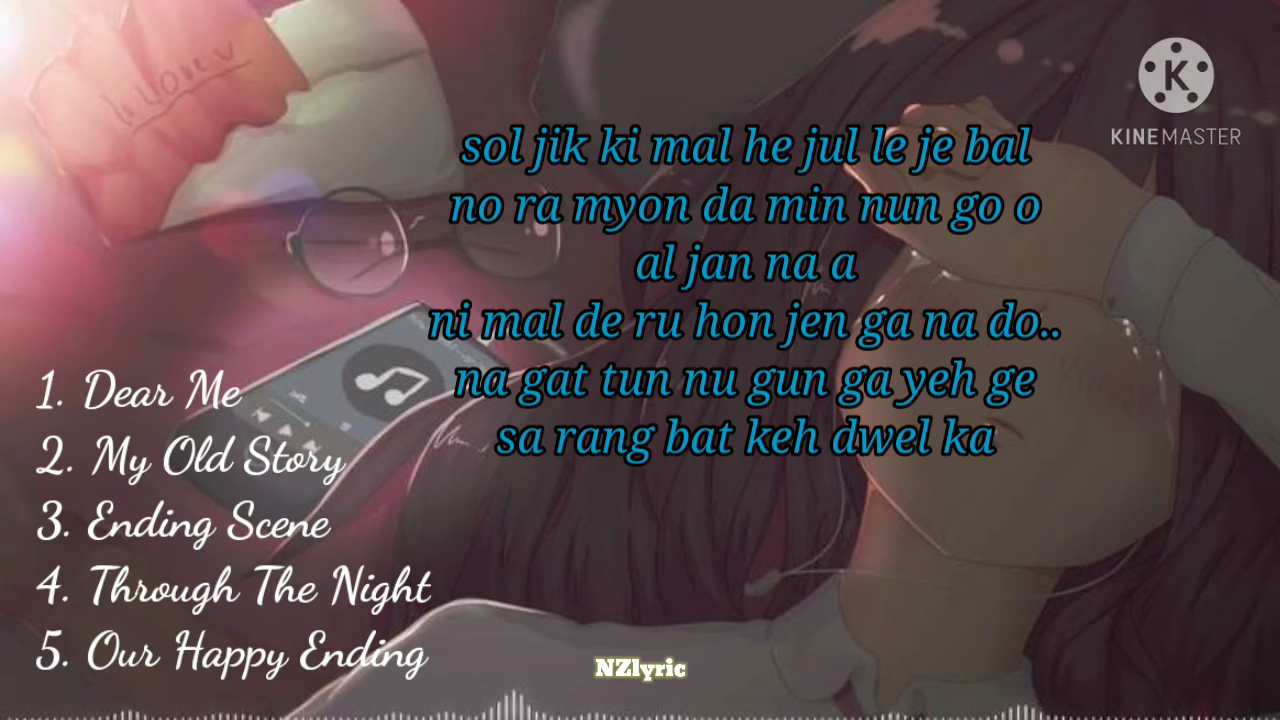 KINEMASTER
sol jik ki mal he jul le je bal
no ra myon da min nun go o
al jan na a
ni mal de ru hon jen ga na do..
na gat tun nu gun ga yeh ge
sa rang bat keh dwel ka
1. Dear Me
2. My Old Story
3. Ending Scene
4. Through The Night
5. Our Happy Ending
NZlyric